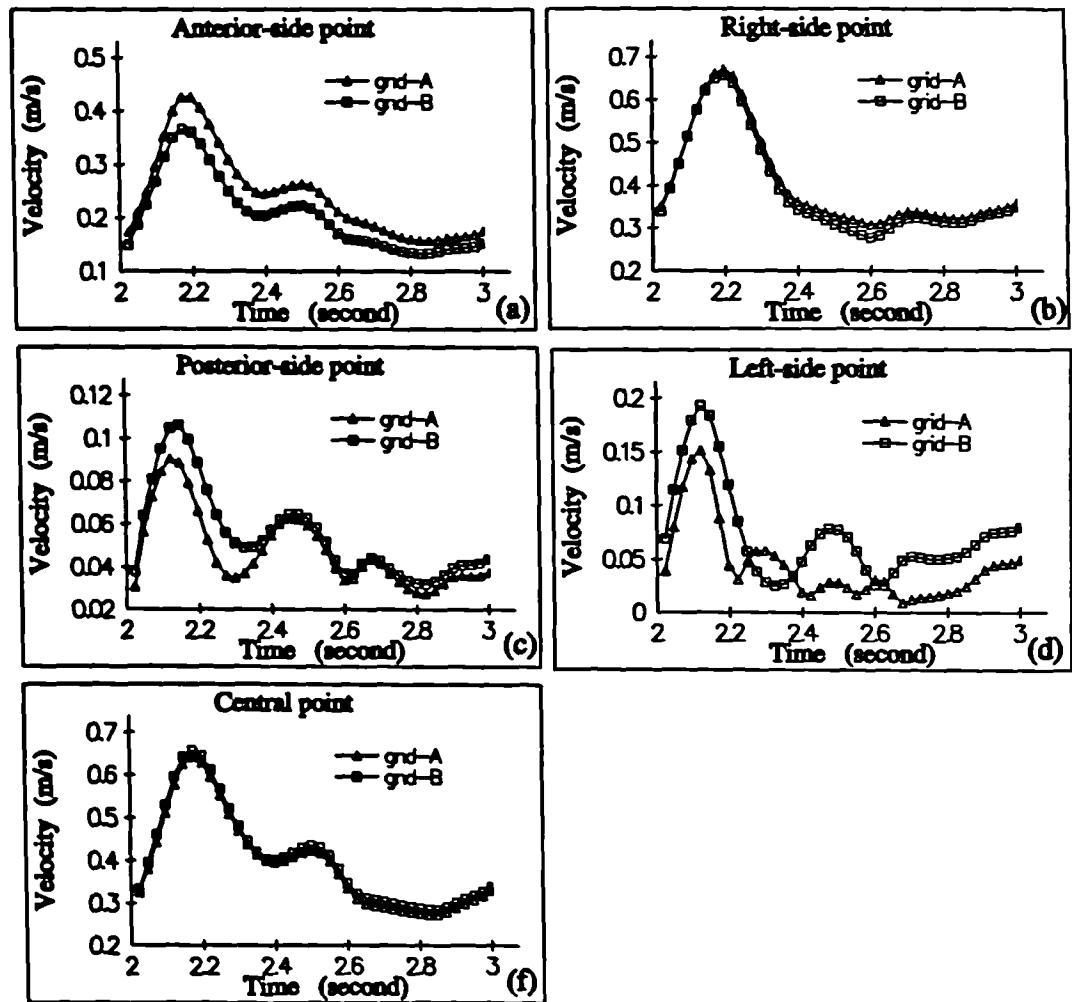 Anterior-side point
0.5
0.4
0.3
0.2
0.1
Velocity (m/s)
grid-A
grid-B
2 2.2 2.4 2.6 2.8 3
Time (second)
(a)
Right-side point
0.7
0.6
0.5
0.4
0.3
0.2
Velocity (m/s)
grid-A
grid-B
2 2.2 2.4 2.6 2.8 3
Time (second)
(b)
Posterior-side point
0.12
0.1
0.08
0.06
0.04
0.02
Velocity (m/s)
grid-A
grid-B
2 2.2 2.4 2.6 2.8 3
Time (second)
(c)
Left-side point
0.2
0.15
0.1
0.05
0
Velocity (m/s)
grid-A
grid-B
2 2.2 2.4 2.6 2.8 3
Time (second)
(d)
Central point
0.7
0.6
0.5
0.4
0.3
0.2
Velocity (m/s)
grid-A
grid-B
2 2.2 2.4 2.6 2.8 3
Time (second)
(f)